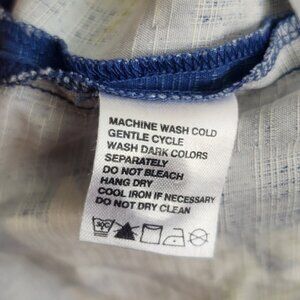 MACHINE WASH COLD
GENTLE CYCLE
WASH DARK COLORS
SEPARATELY
DO NOT BLEACH
HANG DRY
COOL IRON IF NECESSARY
DO NOT DRY CLEAN